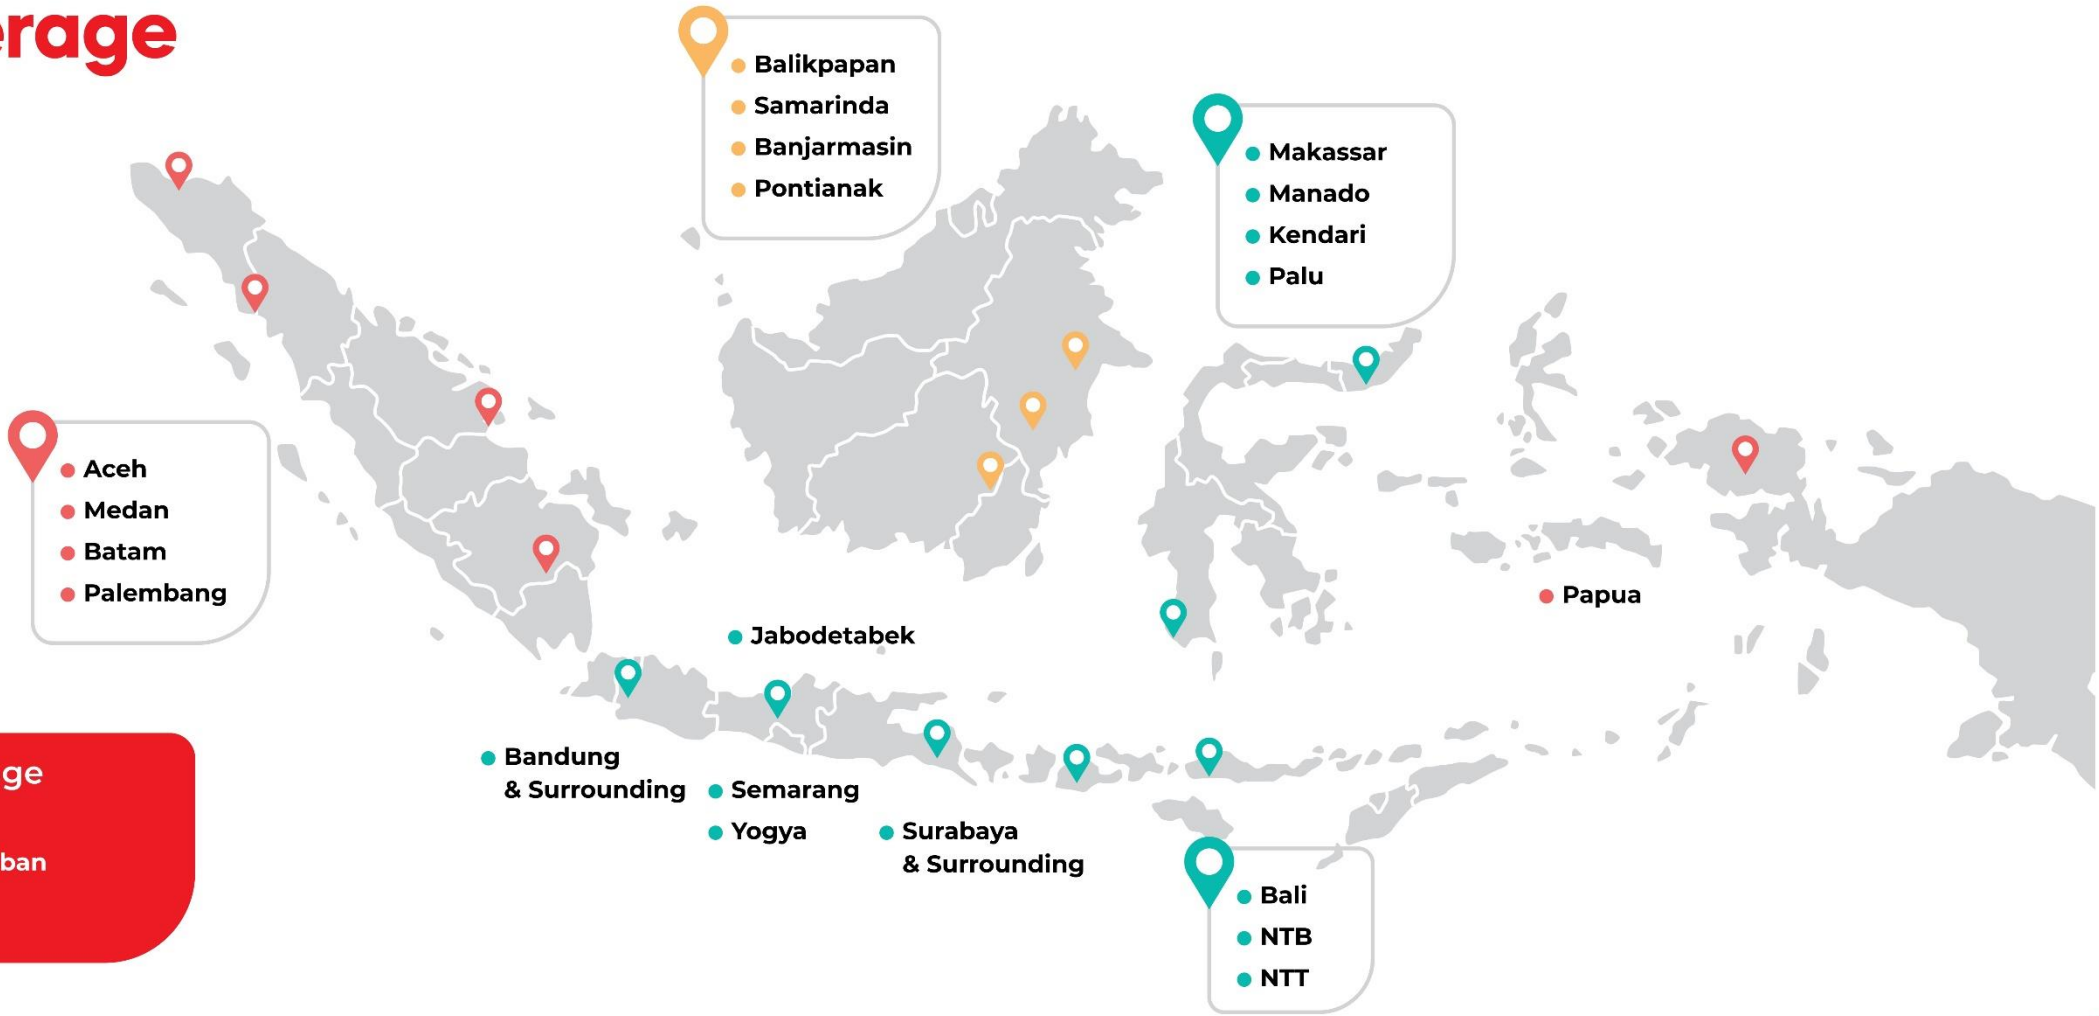 erage
Balikpapan
Samarinda
Banjarmasin
Pontianak
Makassar
Manado
Kendari
Palu
Aceh
Medan
Batam
Palembang
Papua
Jabodetabek
Bandung
& Surrounding
Semarang
Yogya
Surabaya
& Surrounding
ge
ban
Bali
NTB
NTT